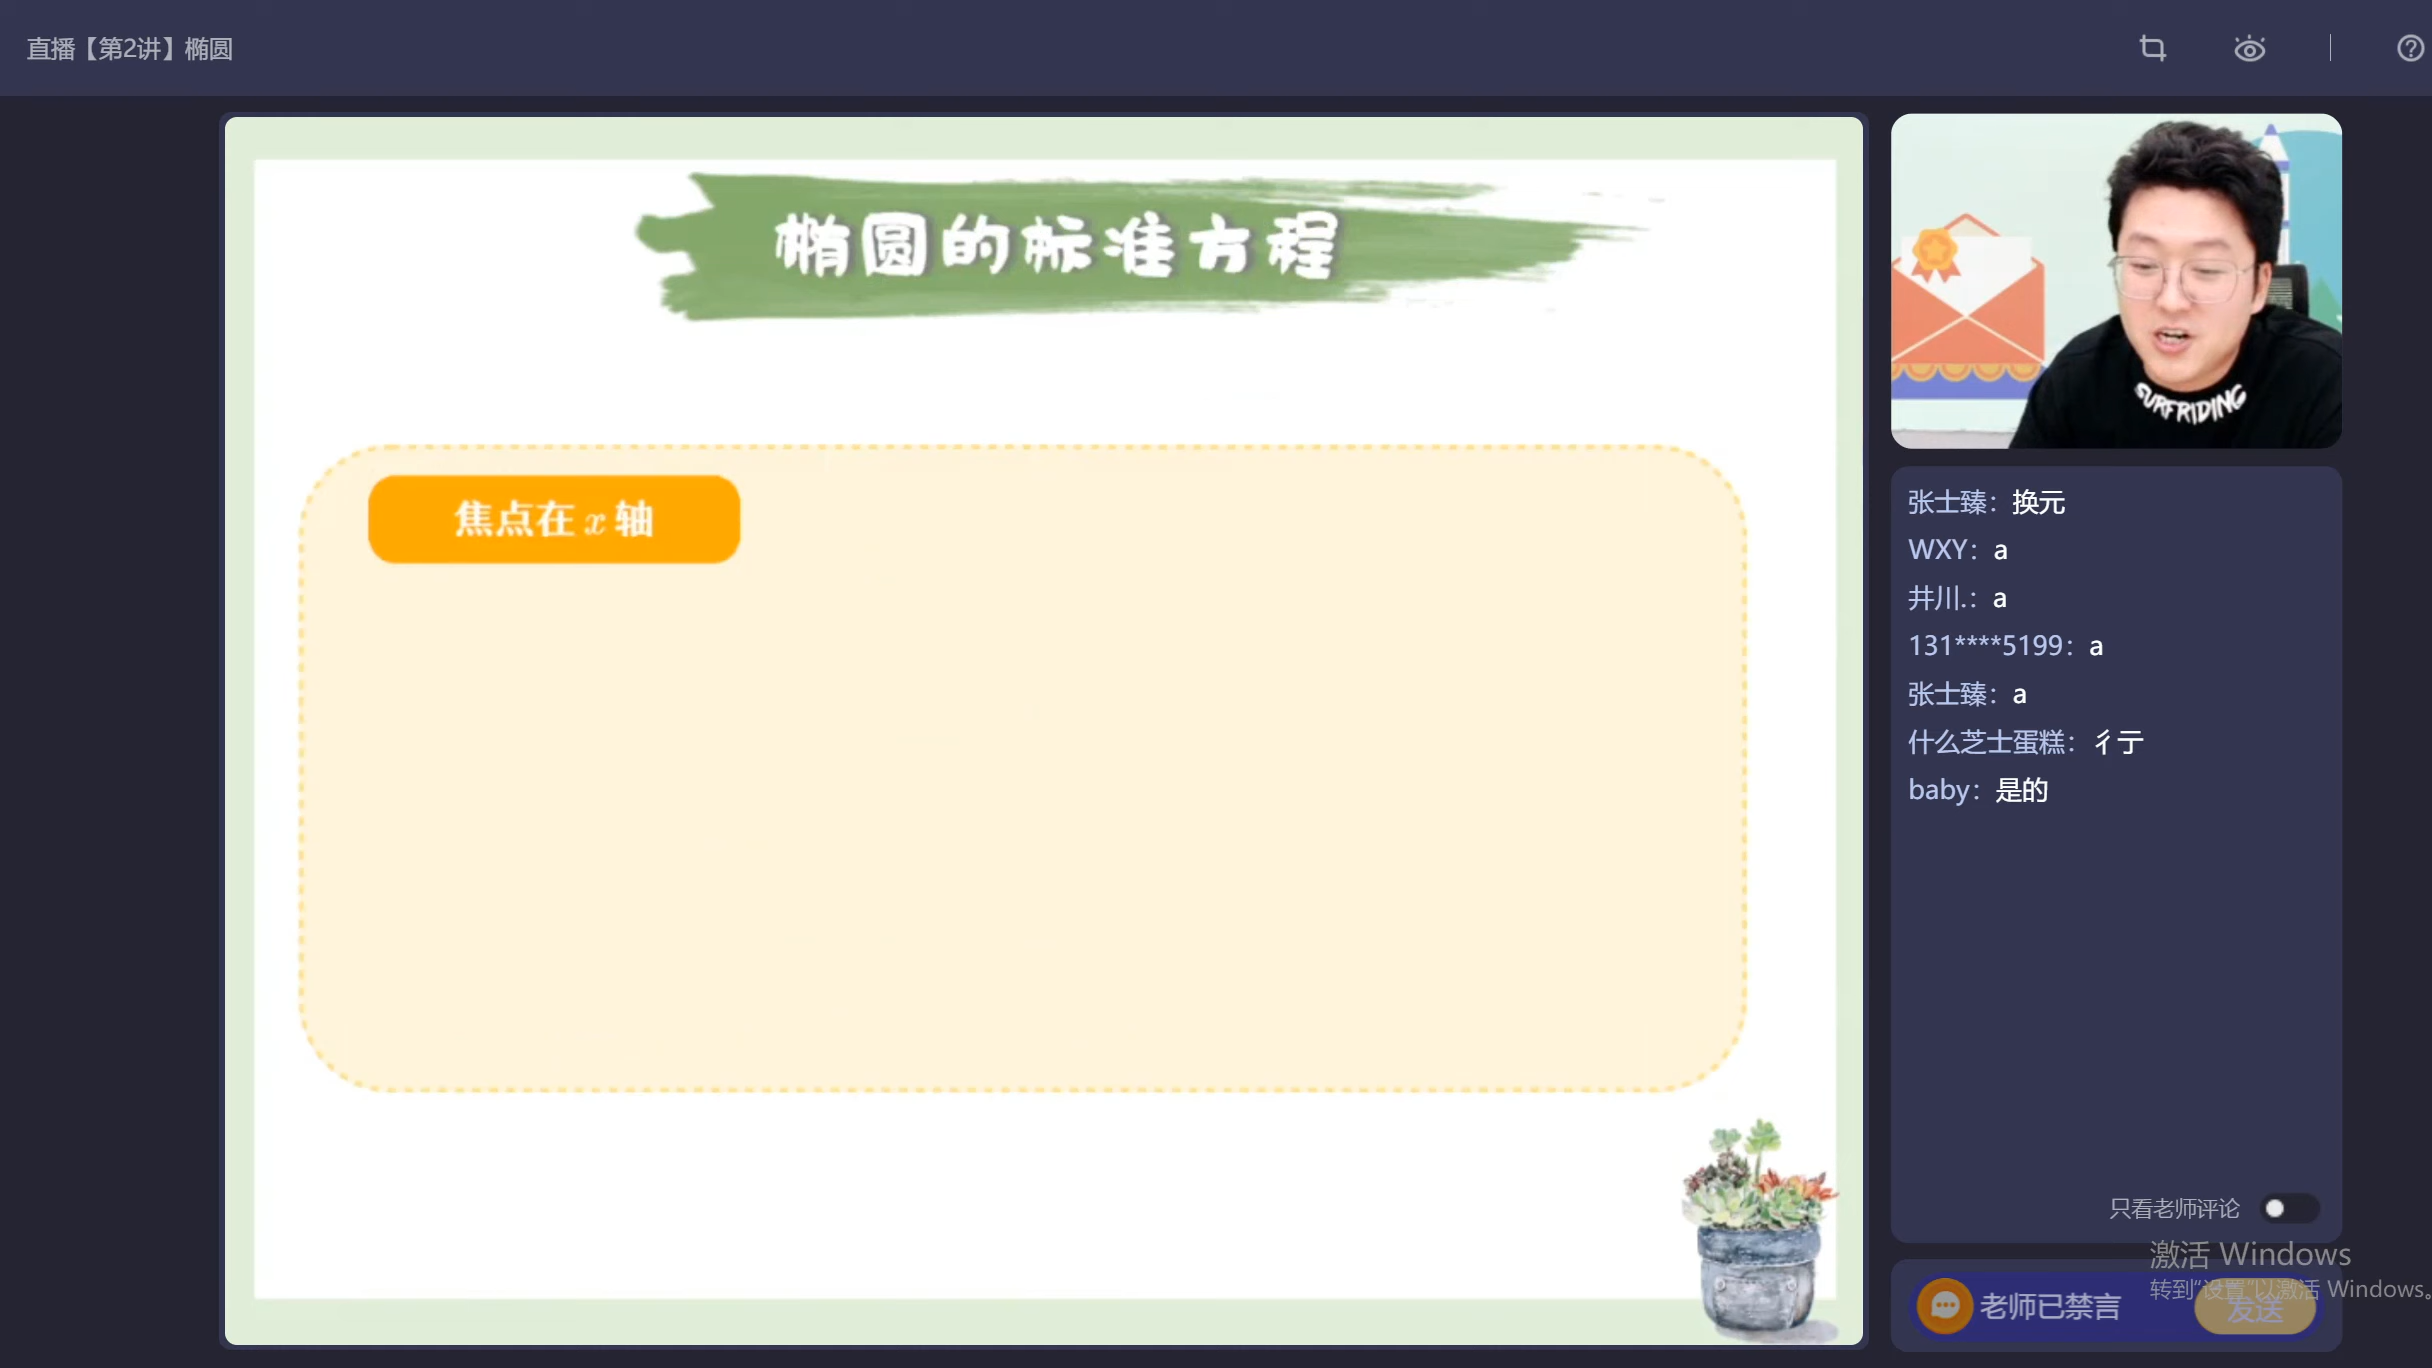 直播【第2讲】椭圆
椭圆的标准方程
焦点在 x 轴
SURFRIDING
张士臻：换元
WXY：a
井川.：a
131****5199：a
张士臻：a
什么芝士蛋糕：彳亍
baby：是的
只看老师评论
激活 Windows
转到“设置”以激活 Windows。
老师已禁言
发送